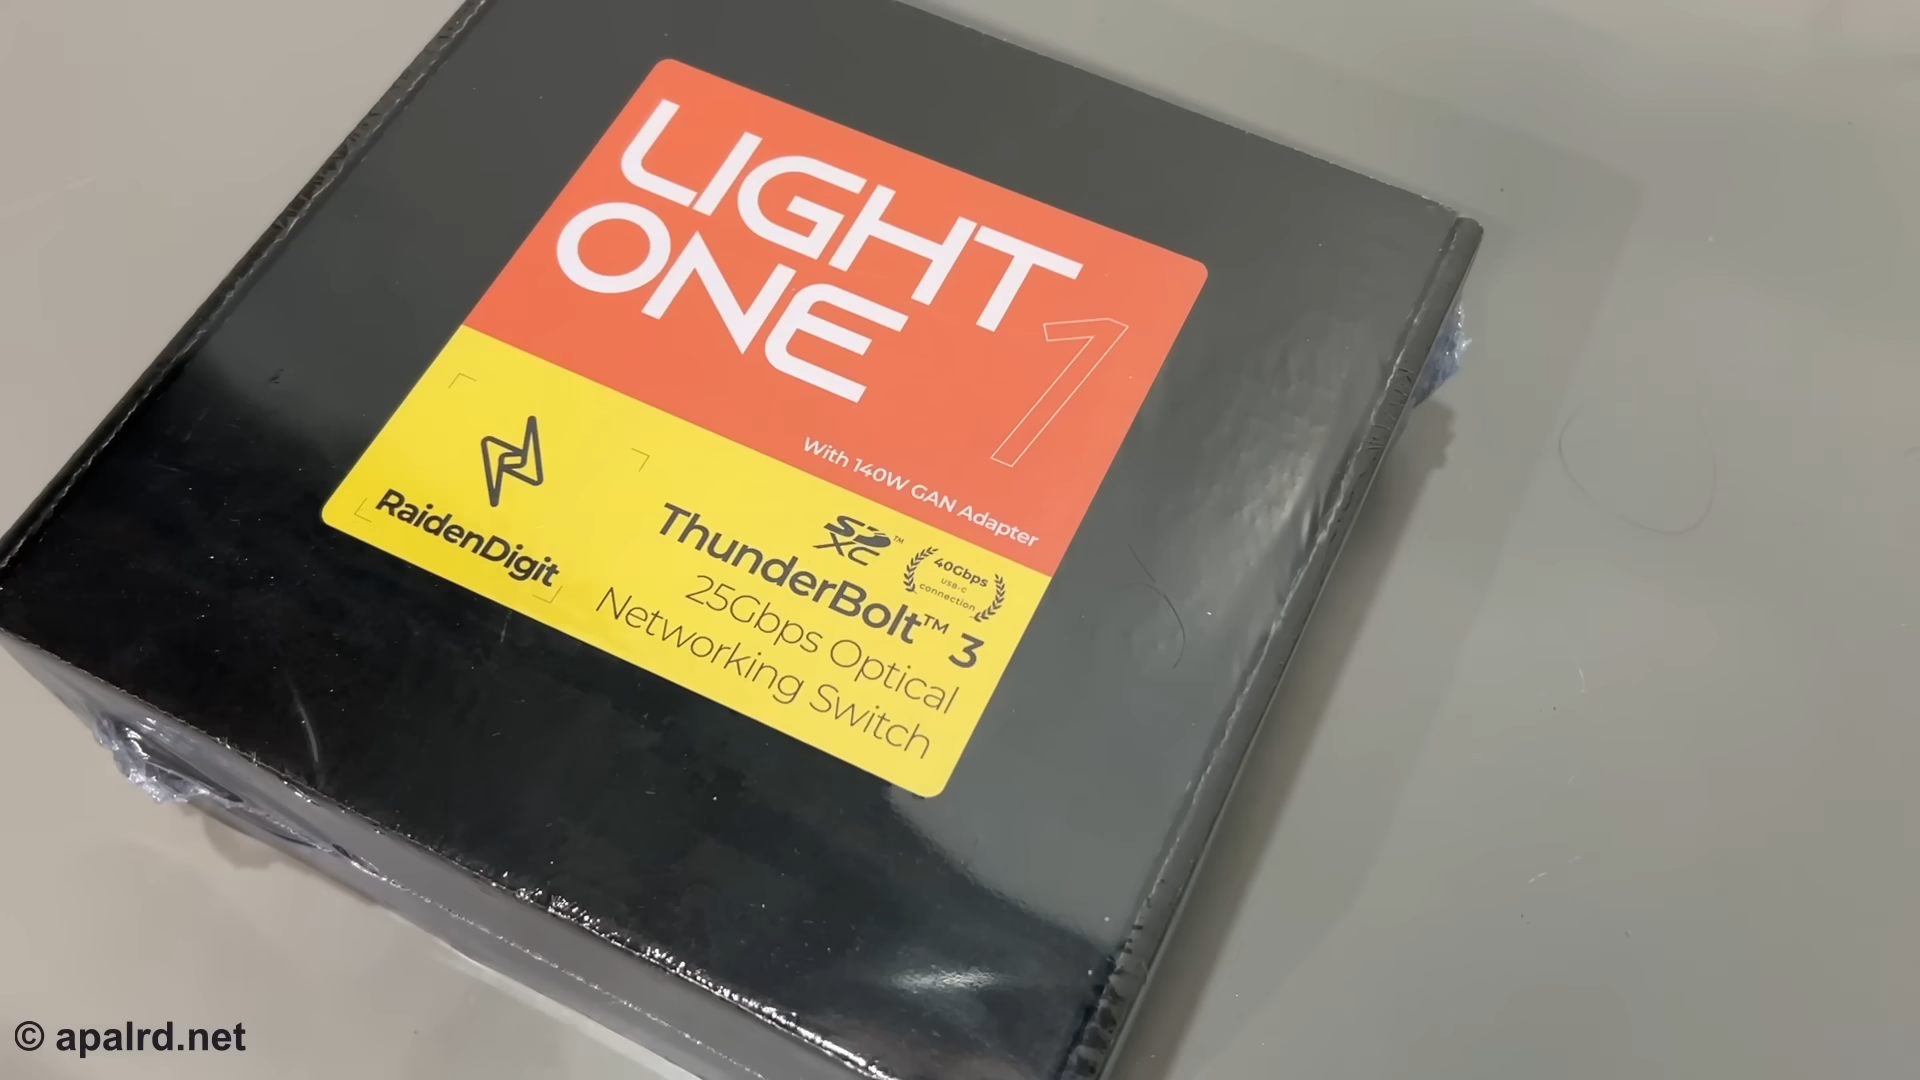 LIGHT
ONE
1
With 140W GAN Adapter
RaidenDigit
SD
XC™
40Gbps
USB-C
connection
ThunderBolt™ 3
25Gbps Optical
Networking Switch
© apalrd.net